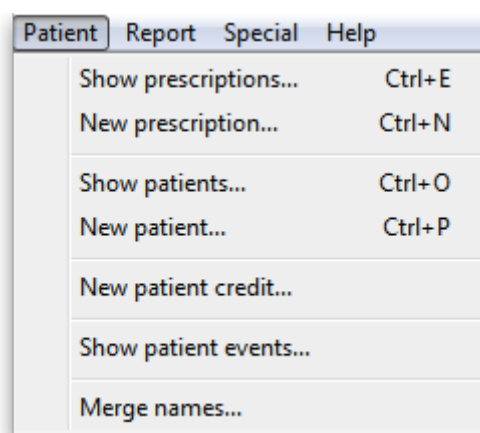 Patient Report Special Help
Show prescriptions... Ctrl+E
New prescription... Ctrl+N
Show patients... Ctrl+O
New patient... Ctrl+P
New patient credit...
Show patient events...
Merge names...